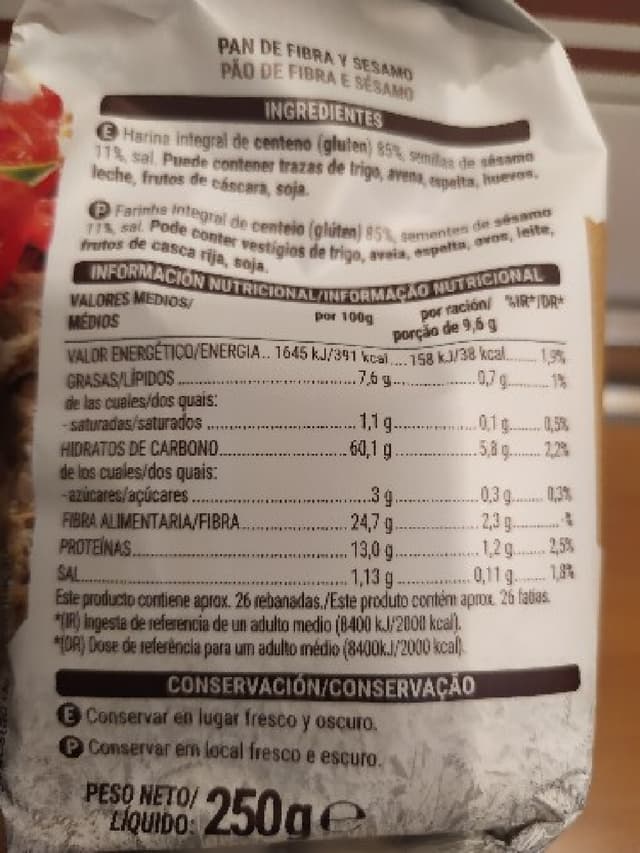 PAN DE FIBRA Y SESAMO
PÃO DE FIBRA E SÉSAMO
INGREDIENTES
E Harina integral de centeno (gluten) 85%, semillas de sésamo
11%, sal. Puede contener trazas de trigo, avena, espelta, huevos,
leche, frutos de cáscara, soja.
P Farinha integral de centeio (glúten) 85%, sementes de sésamo
11%, sal. Pode conter vestígios de trigo, aveia, espelta, ovos, leite,
frutos de casca rija, soja.
INFORMACIÓN NUTRICIONAL/INFORMAÇÃO NUTRICIONAL
VALORES MEDIOS/ por 100g por ración/ %IR*/DR*
MÉDIOS porção de 9,6 g
VALOR ENERGÉTICO/ENERGIA.. 1645 kJ/391 kcal.... 158 kJ/38 kcal....... 1,9%
GRASAS/LÍPIDOS ........ 7,6 g........ 0,7 g........ 1%
de las cuales/dos quais:
- saturadas/saturados ........ 1,1 g........ 0,1 g........ 0,5%
HIDRATOS DE CARBONO........ 60,1 g........ 5,8 g........ 2,2%
de los cuales/dos quais:
- azúcares/açúcares ........ 3 g........ 0,3 g........ 0,3%
FIBRA ALIMENTARIA/FIBRA........ 24,7 g........ 2,3 g........ -%
PROTEÍNAS........ 13,0 g........ 1,2 g........ 2,5%
SAL........ 1,13 g........ 0,11 g........ 1,8%
Este producto contiene aprox. 26 rebanadas./Este produto contém aprox. 26 fatias.
*(IR) Ingesta de referencia de un adulto medio (8400 kJ/2000 kcal).
*(DR) Dose de referência para um adulto médio (8400kJ/2000 kcal).
CONSERVACIÓN/CONSERVAÇÃO
E Conservar en lugar fresco y oscuro.
P Conservar em local fresco e escuro.
PESO NETO/
LÍQUIDO: 250g e